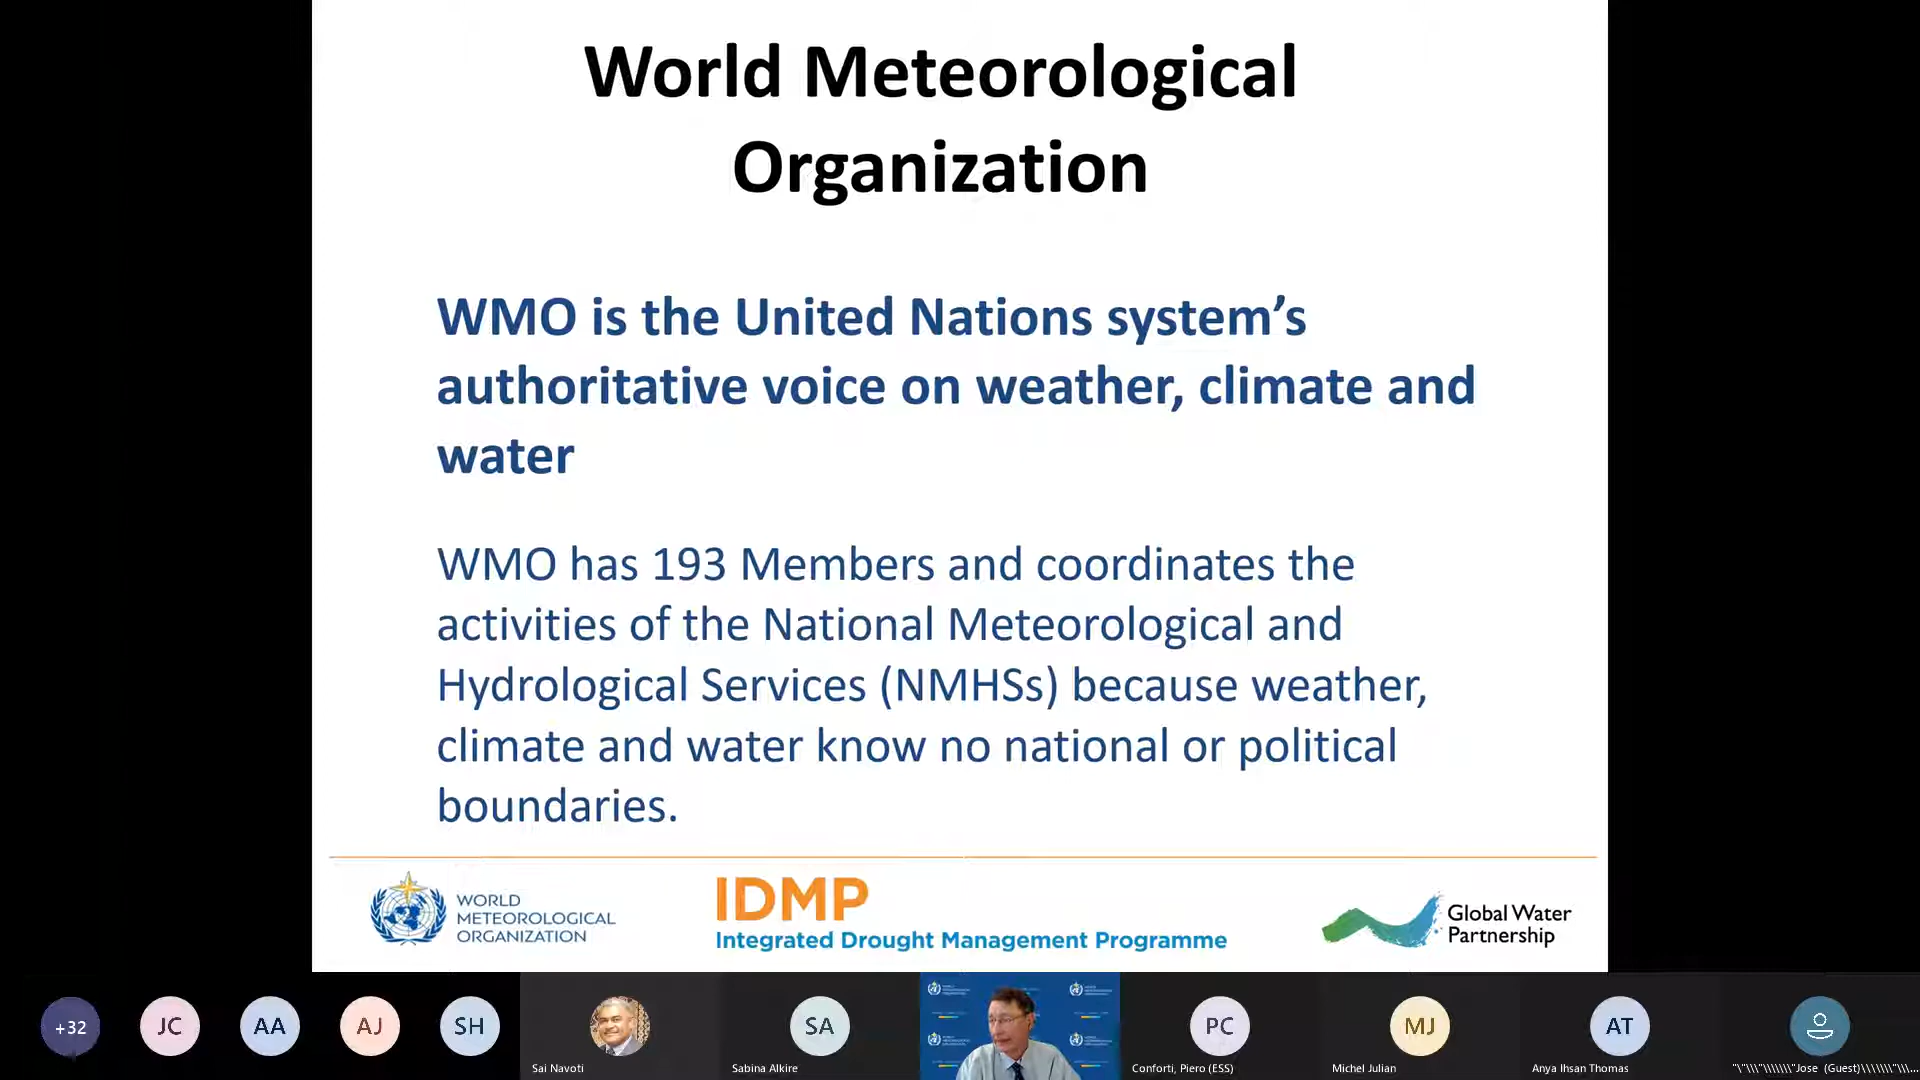 World Meteorological
Organization
WMO is the United Nations system’s
authoritative voice on weather, climate and
water
WMO has 193 Members and coordinates the
activities of the National Meteorological and
Hydrological Services (NMHSs) because weather,
climate and water know no national or political
boundaries.
WORLD
METEOROLOGICAL
ORGANIZATION
IDMP
Integrated Drought Management Programme
Global Water
Partnership
+32
JC
AA
AJ
SH
SA
PC
MJ
AT
Sai Navoti
Sabina Alkire
Conforti, Piero (ESS)
Michel Julian
Anya Ihsan Thomas
"\"\\\"\\\\\\\"Jose (Guest)\\\\\\\"\\\...